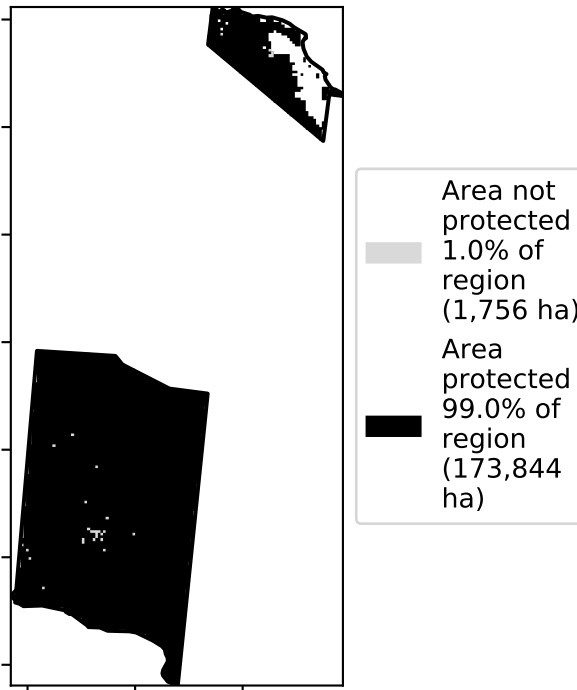 Area not
protected
1.0% of
region
(1,756 ha)
Area
protected
99.0% of
region
(173,844
ha)